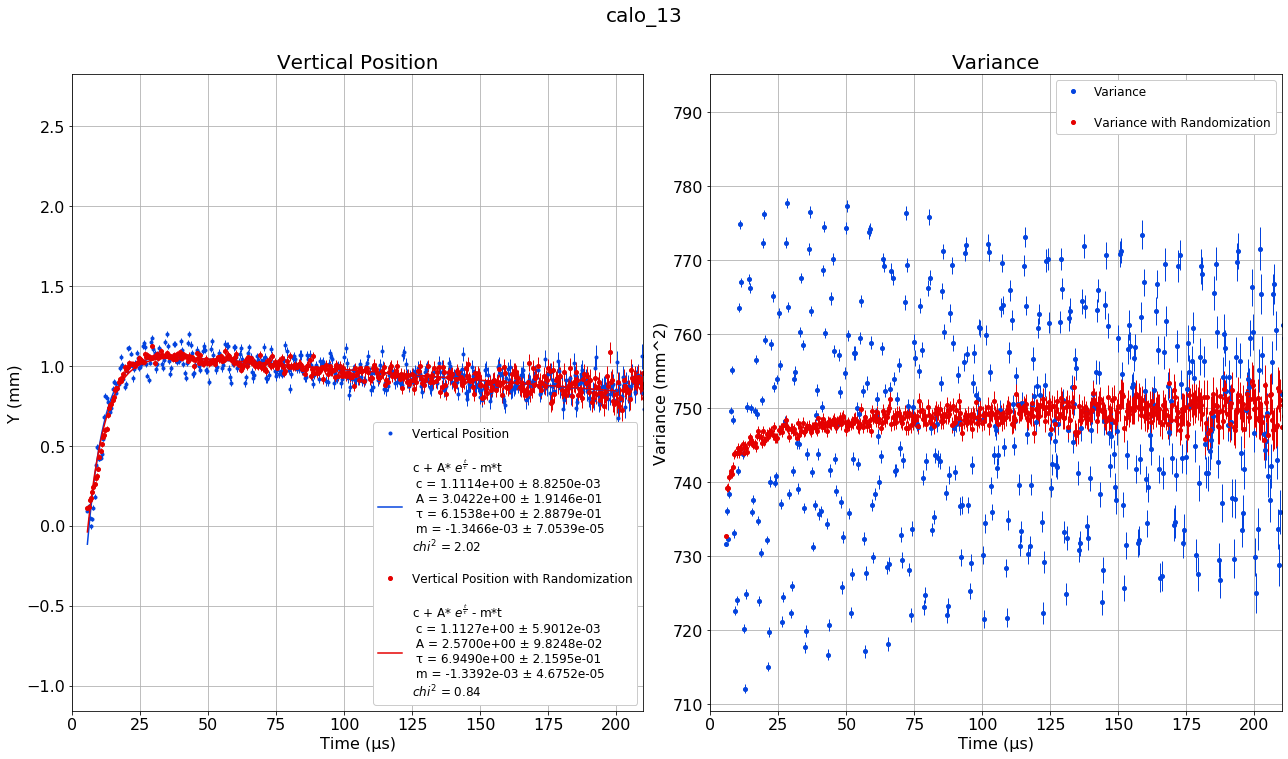 calo_13
Vertical Position
2.5
2.0
1.5
1.0
0.5
0.0
−0.5
−1.0
Y (mm)
0 25 50 75 100 125 150 175 200
Time (µs)
Vertical Position
c + A* e^{t/τ} - m*t
c = 1.1114e+00 ± 8.8250e-03
A = 3.0422e+00 ± 1.9146e-01
τ = 6.1538e+00 ± 2.8879e-01
m = -1.3466e-03 ± 7.0539e-05
chi² = 2.02
Vertical Position with Randomization
c + A* e^{t/τ} - m*t
c = 1.1127e+00 ± 5.9012e-03
A = 2.5700e+00 ± 9.8248e-02
τ = 6.9490e+00 ± 2.1595e-01
m = -1.3392e-03 ± 4.6752e-05
chi² = 0.84
Variance
790
780
770
760
750
740
730
720
710
Variance (mm^2)
0 25 50 75 100 125 150 175 200
Time (µs)
Variance
Variance with Randomization